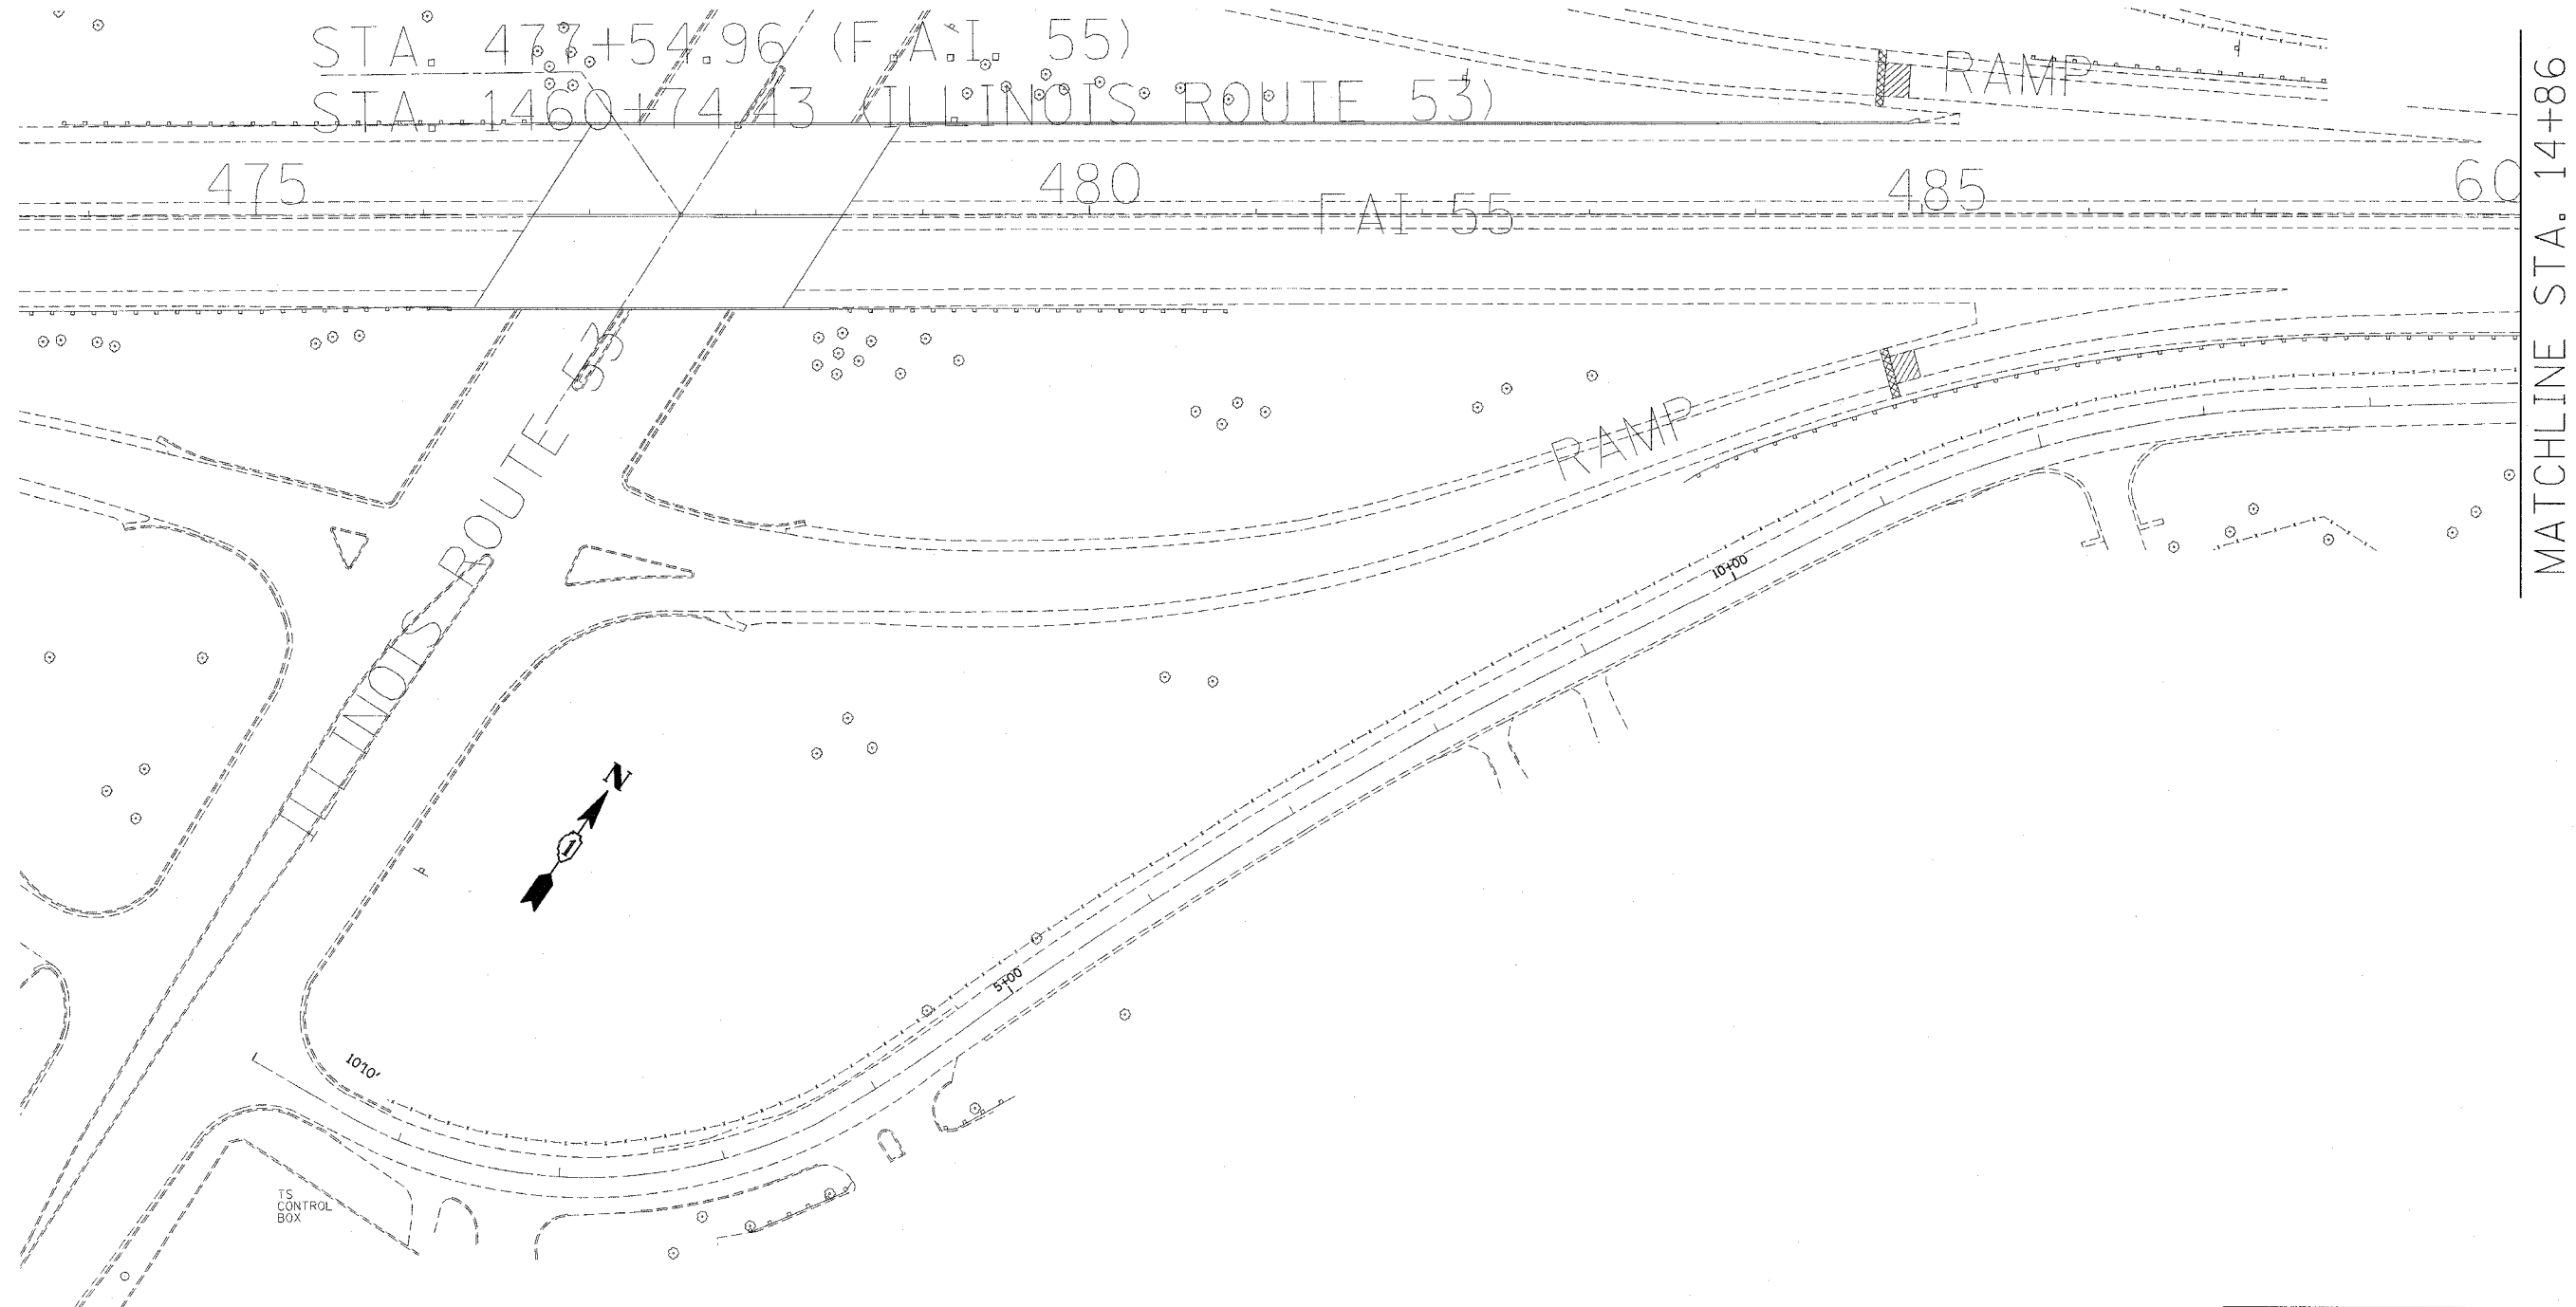 STA. 477+54.96 (F.A.I. 55)
STA. 1460+74.43 (ILLINOIS ROUTE 53)
RAMP
475
480
485
60
FAI 55
MATCHLINE STA. 14+86
ILLINOIS ROUTE 53
RAMP
10+00
N
1
5+00
10'10'
TS
CONTROL
BOX